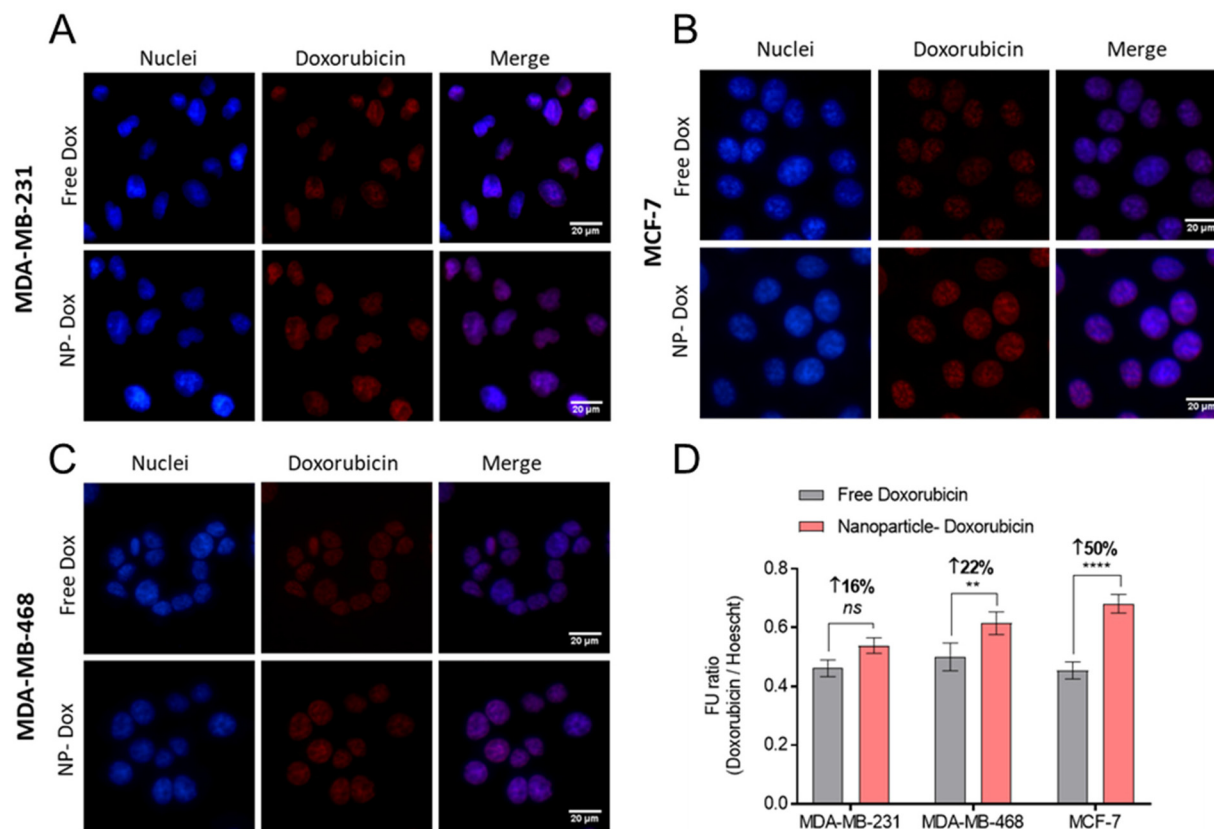 A
Nuclei Doxorubicin Merge
MDA-MB-231
Free Dox
20 µm
NP- Dox
20 µm
B
Nuclei Doxorubicin Merge
MCF-7
Free Dox
20 µm
NP- Dox
20 µm
C
Nuclei Doxorubicin Merge
MDA-MB-468
Free Dox
20 µm
NP- Dox
20 µm
D
Free Doxorubicin
Nanoparticle- Doxorubicin
FU ratio
(Doxorubicin / Hoescht)
0.8
0.6
0.4
0.2
0.0
↑16%
ns
↑22%
**
↑50%
****
MDA-MB-231 MDA-MB-468 MCF-7